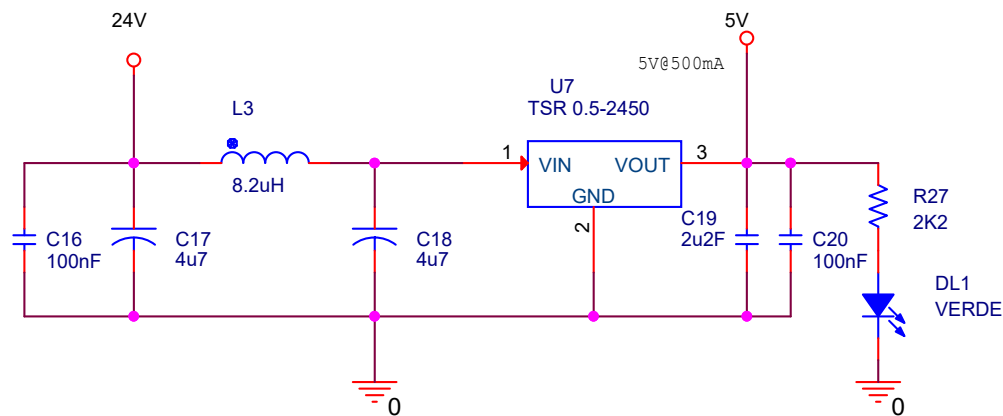 24V
5V
5V@500mA
U7
TSR 0.5-2450
L3
8.2uH
1
VIN
VOUT
3
GND
2
C16
100nF
C17
4u7
C18
4u7
C19
2u2F
C20
100nF
R27
2K2
DL1
VERDE
0
0